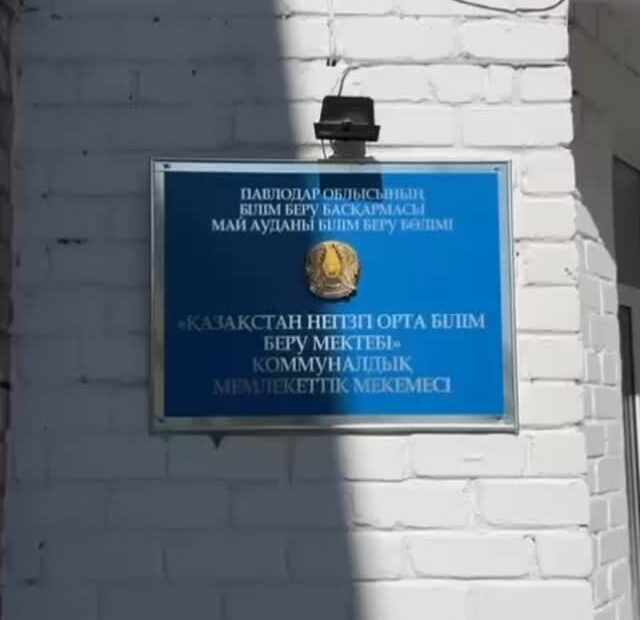 ПАВЛОДАР ОБЛЫСЫНЫҢ
БІЛІМ БЕРУ БАСҚАРМАСЫ
МАЙ АУДАНЫ БІЛІМ БЕРУ БӨЛІМІ
«ҚАЗАҚСТАН НЕГІЗГІ ОРТА БІЛІМ
БЕРУ МЕКТЕБІ»
КОММУНАЛДЫҚ
МЕМЛЕКЕТТІК МЕКЕМЕСІ